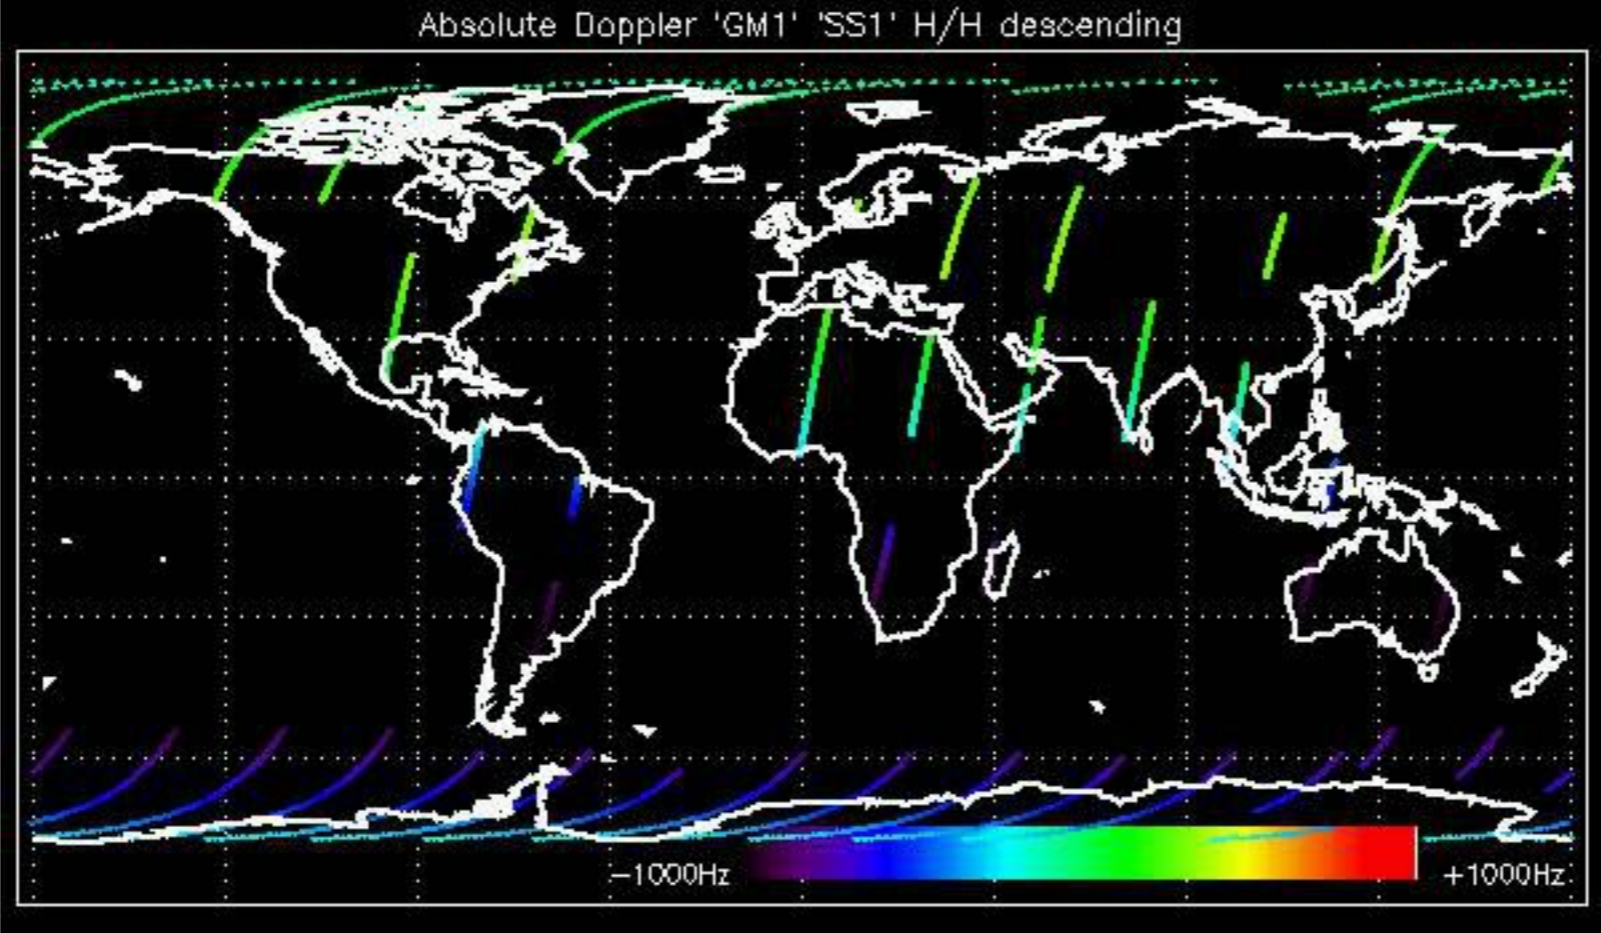 Absolute Doppler 'GM1' 'SS1' H/H descending
−1000Hz +1000Hz